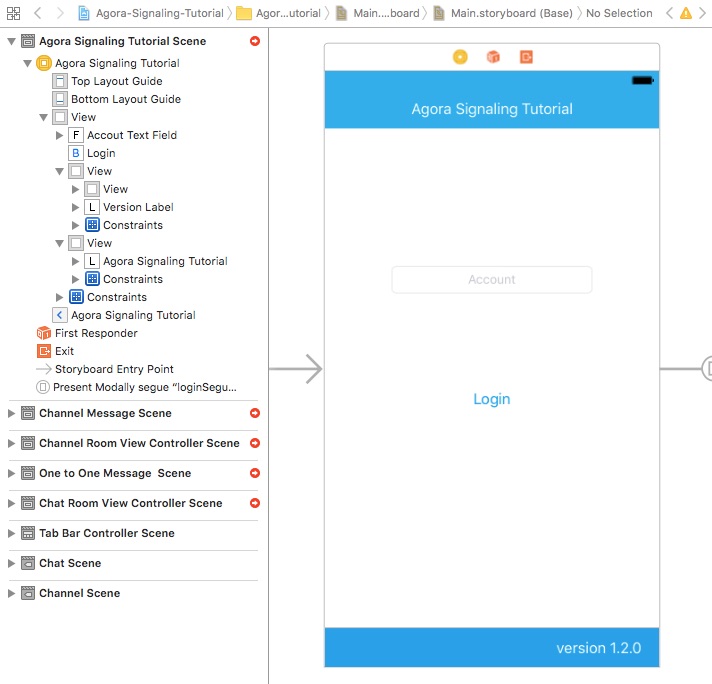 Agora-Signaling-Tutorial
Agor...utorial
Main....board
Main.storyboard (Base)
No Selection
Agora Signaling Tutorial Scene
Agora Signaling Tutorial
Top Layout Guide
Bottom Layout Guide
View
F Accout Text Field
B Login
View
View
L Version Label
Constraints
View
L Agora Signaling Tutorial
Constraints
Constraints
Agora Signaling Tutorial
First Responder
Exit
Storyboard Entry Point
Present Modally segue “loginSegu...
Channel Message Scene
Channel Room View Controller Scene
One to One Message Scene
Chat Room View Controller Scene
Tab Bar Controller Scene
Chat Scene
Channel Scene
Agora Signaling Tutorial
Account
Login
version 1.2.0